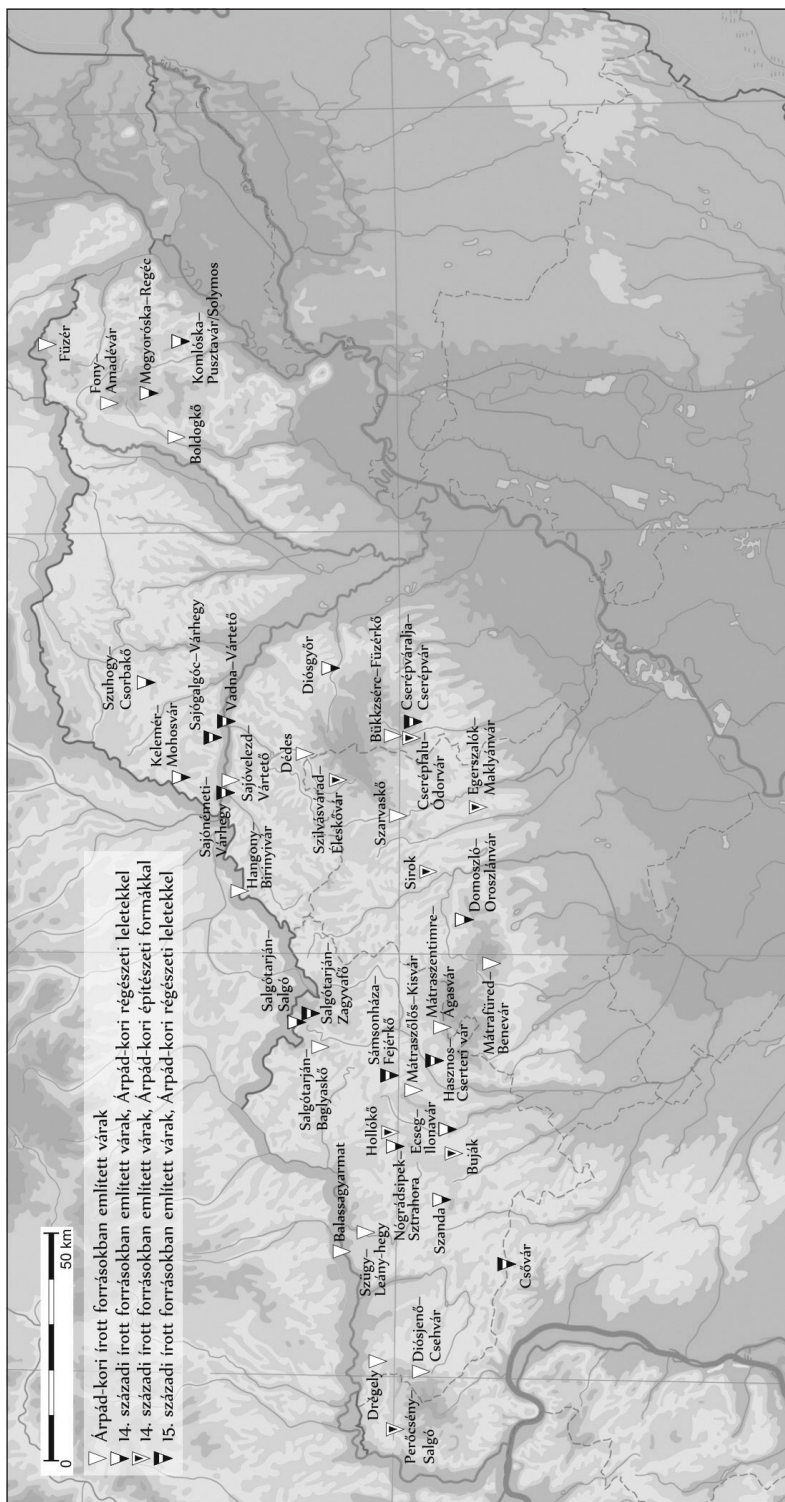 0
50 km
Árpád-kori írott forrásokban említett várak
14. századi írott forrásokban említett várak, Árpád-kori régészeti leletekkel
14. századi írott forrásokban említett várak, Árpád-kori építészeti formákkal
15. századi írott forrásokban említett várak, Árpád-kori régészeti leletekkel
Perőcsény–
Salgó
Drégely
Diósjenő–
Csehvár
Balassagyarmat
Szügy–
Leány-hegy
Csővár
Szanda
Nógrádsipek–
Sztrahora
Hollókő
Buják
Ecseg–
Ilonavár
Salgótarján–
Baglyaskő
Salgótarján–
Salgó
Salgótarján–
Zagyvafő
Sámsonháza–
Fejérkő
Mátraszőlős–Kisvár
Hasznos–
Cserteri vár
Mátraszentimre–
Ágasvár
Mátrafüred–
Benevár
Domoszló–
Oroszlánvár
Sirok
Hangony–
Birinyivár
Sajónémeti–
Várhegy
Kelemér–
Mohosvár
Sajóvelezd–
Vártető
Sajógalgóc–Várhegy
Vadna–Vártető
Szuhogy–
Csorbakő
Dédes
Szilvásvárad–
Éleskővár
Diósgyőr
Szarvaskő
Bükkzsérc–Füzérkő
Cserépfalu–
Ódorvár
Cserépváralja–
Cserépvár
Egerszalók–
Maklyánvár
Boldogkő
Fony–
Amadévár
Füzér
Mogyoróska–Regéc
Komlóska–
Pusztavár/Solymos